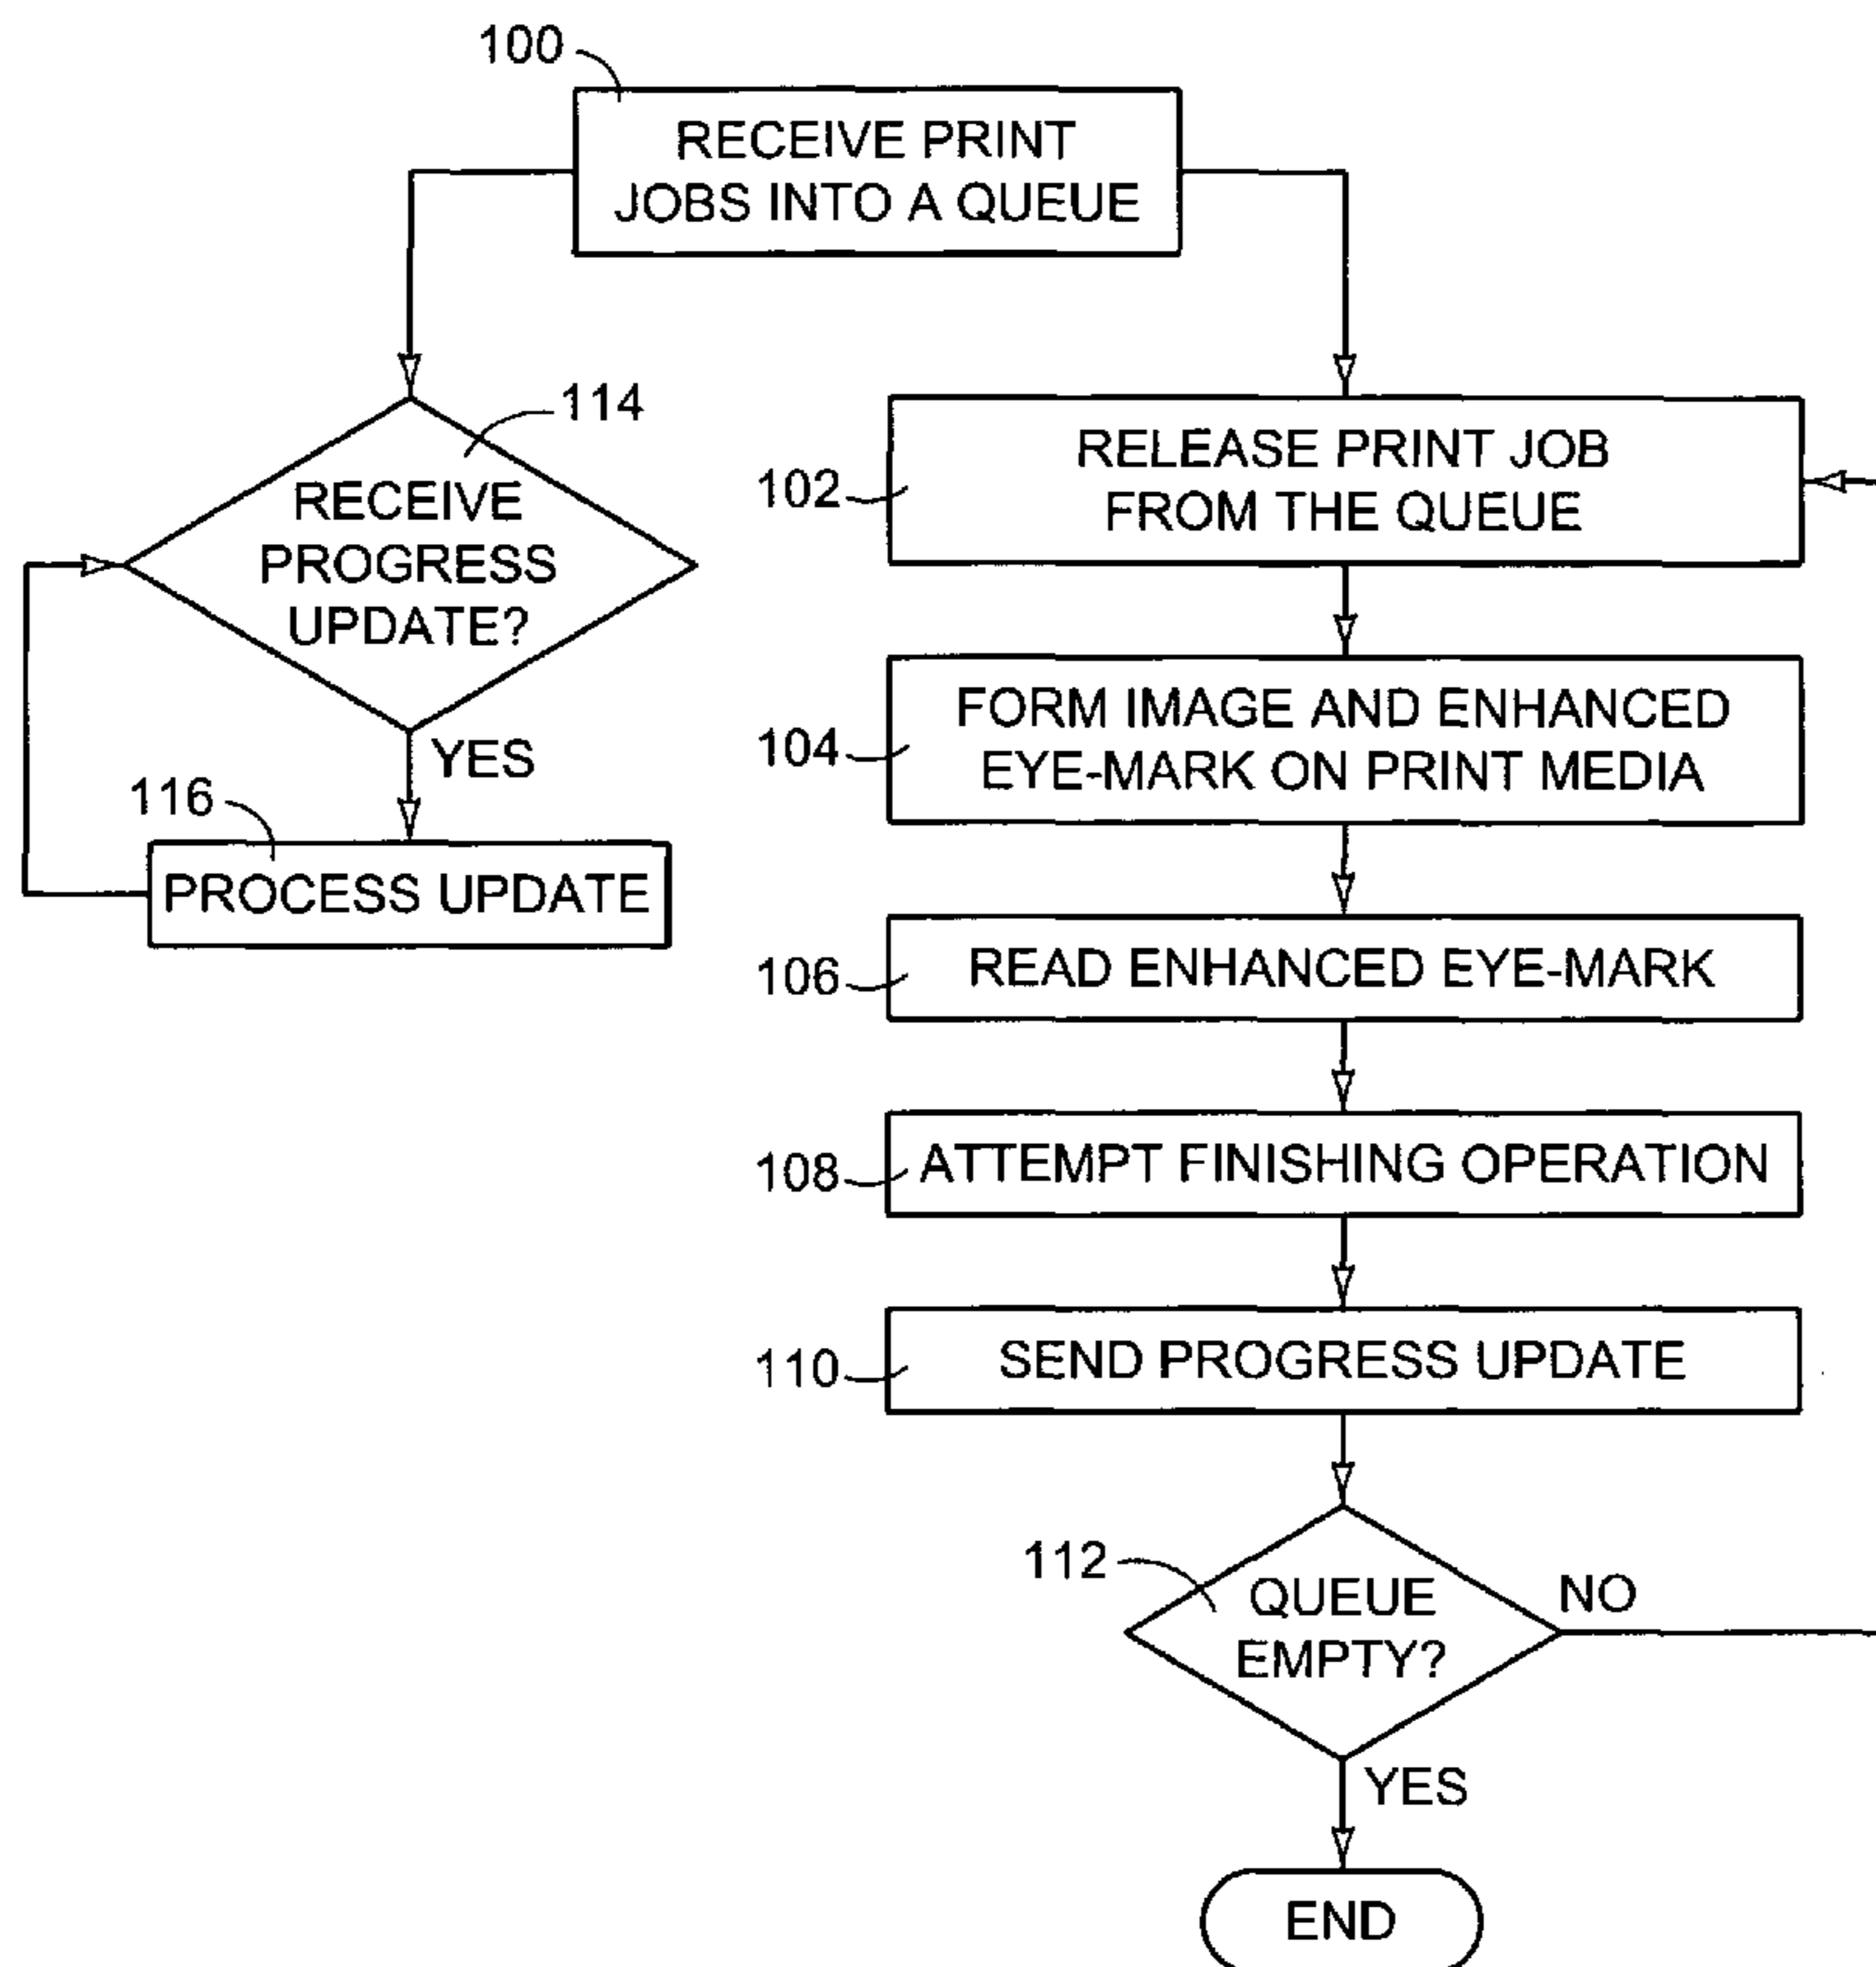 100
RECEIVE PRINT
JOBS INTO A QUEUE
114
RECEIVE
PROGRESS
UPDATE?
YES
116
PROCESS UPDATE
102
RELEASE PRINT JOB
FROM THE QUEUE
104
FORM IMAGE AND ENHANCED
EYE-MARK ON PRINT MEDIA
106
READ ENHANCED EYE-MARK
108
ATTEMPT FINISHING OPERATION
110
SEND PROGRESS UPDATE
112
QUEUE
EMPTY?
NO
YES
END